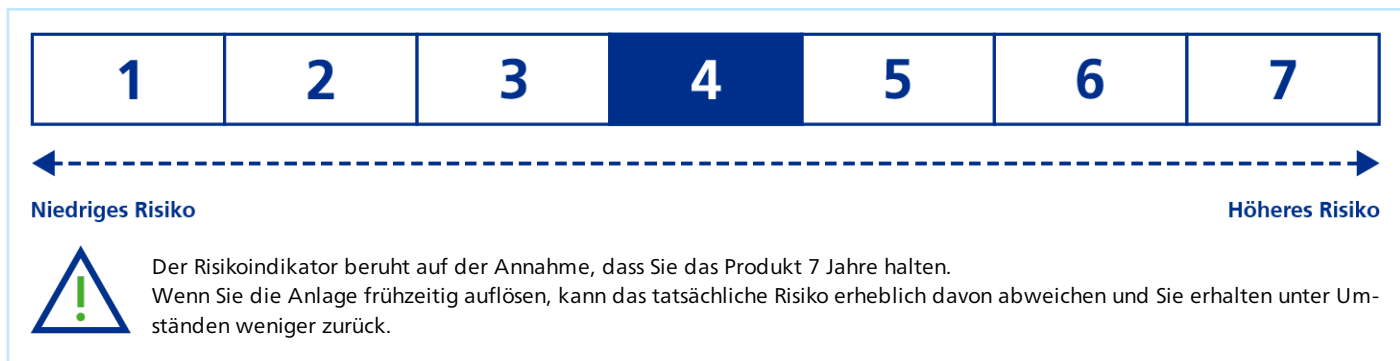 1 2 3 4 5 6 7
Niedriges Risiko Höheres Risiko
Der Risikoindikator beruht auf der Annahme, dass Sie das Produkt 7 Jahre halten.
Wenn Sie die Anlage frühzeitig auflösen, kann das tatsächliche Risiko erheblich davon abweichen und Sie erhalten unter Um-
ständen weniger zurück.